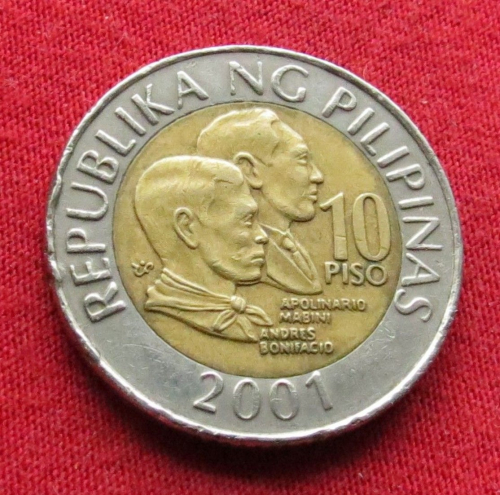 REPUBLIKA NG PILIPINAS
10
PISO
APOLINARIO
MABINI
ANDRES
BONIFACIO
2001